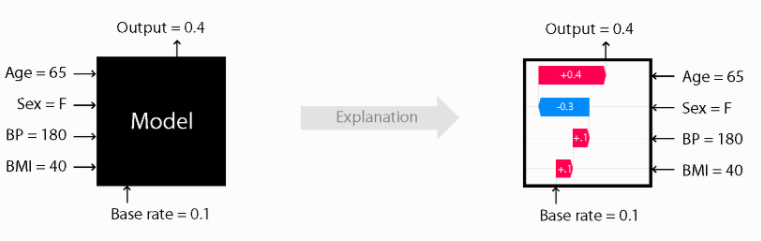 Output = 0.4
Age = 65
Sex = F
BP = 180
BMI = 40
Model
Base rate = 0.1
Explanation
Output = 0.4
+0.4
Age = 65
-0.3
Sex = F
+.1
BP = 180
+.1
BMI = 40
Base rate = 0.1